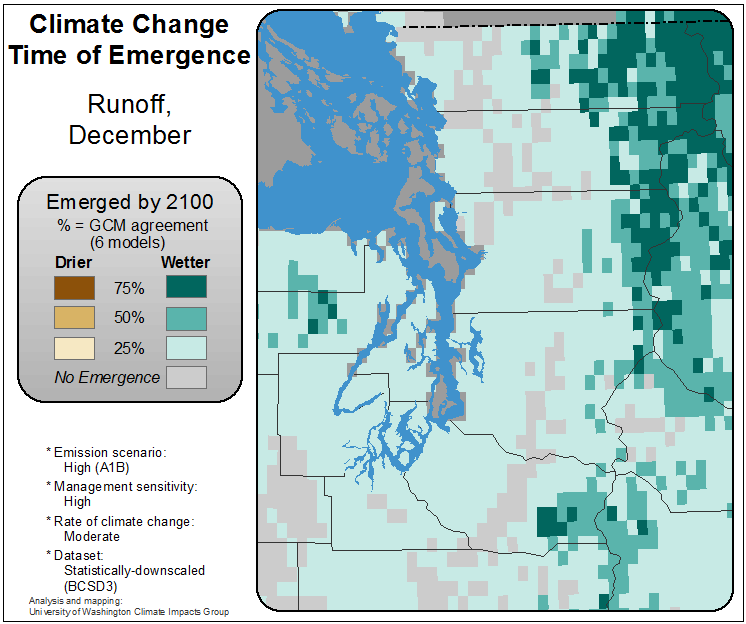 Climate Change
Time of Emergence
Runoff,
December
Emerged by 2100
% = GCM agreement
(6 models)
Drier Wetter
75%
50%
25%
No Emergence
* Emission scenario:
High (A1B)
* Management sensitivity:
High
* Rate of climate change:
Moderate
* Dataset:
Statistically-downscaled
(BCSD3)
Analysis and mapping:
University of Washington Climate Impacts Group